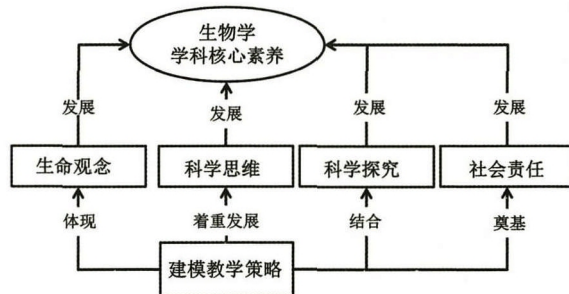 生物学
学科核心素养
发展 发展 发展 发展
生命观念 科学思维 科学探究 社会责任
体现 着重发展 结合 奠基
建模教学策略